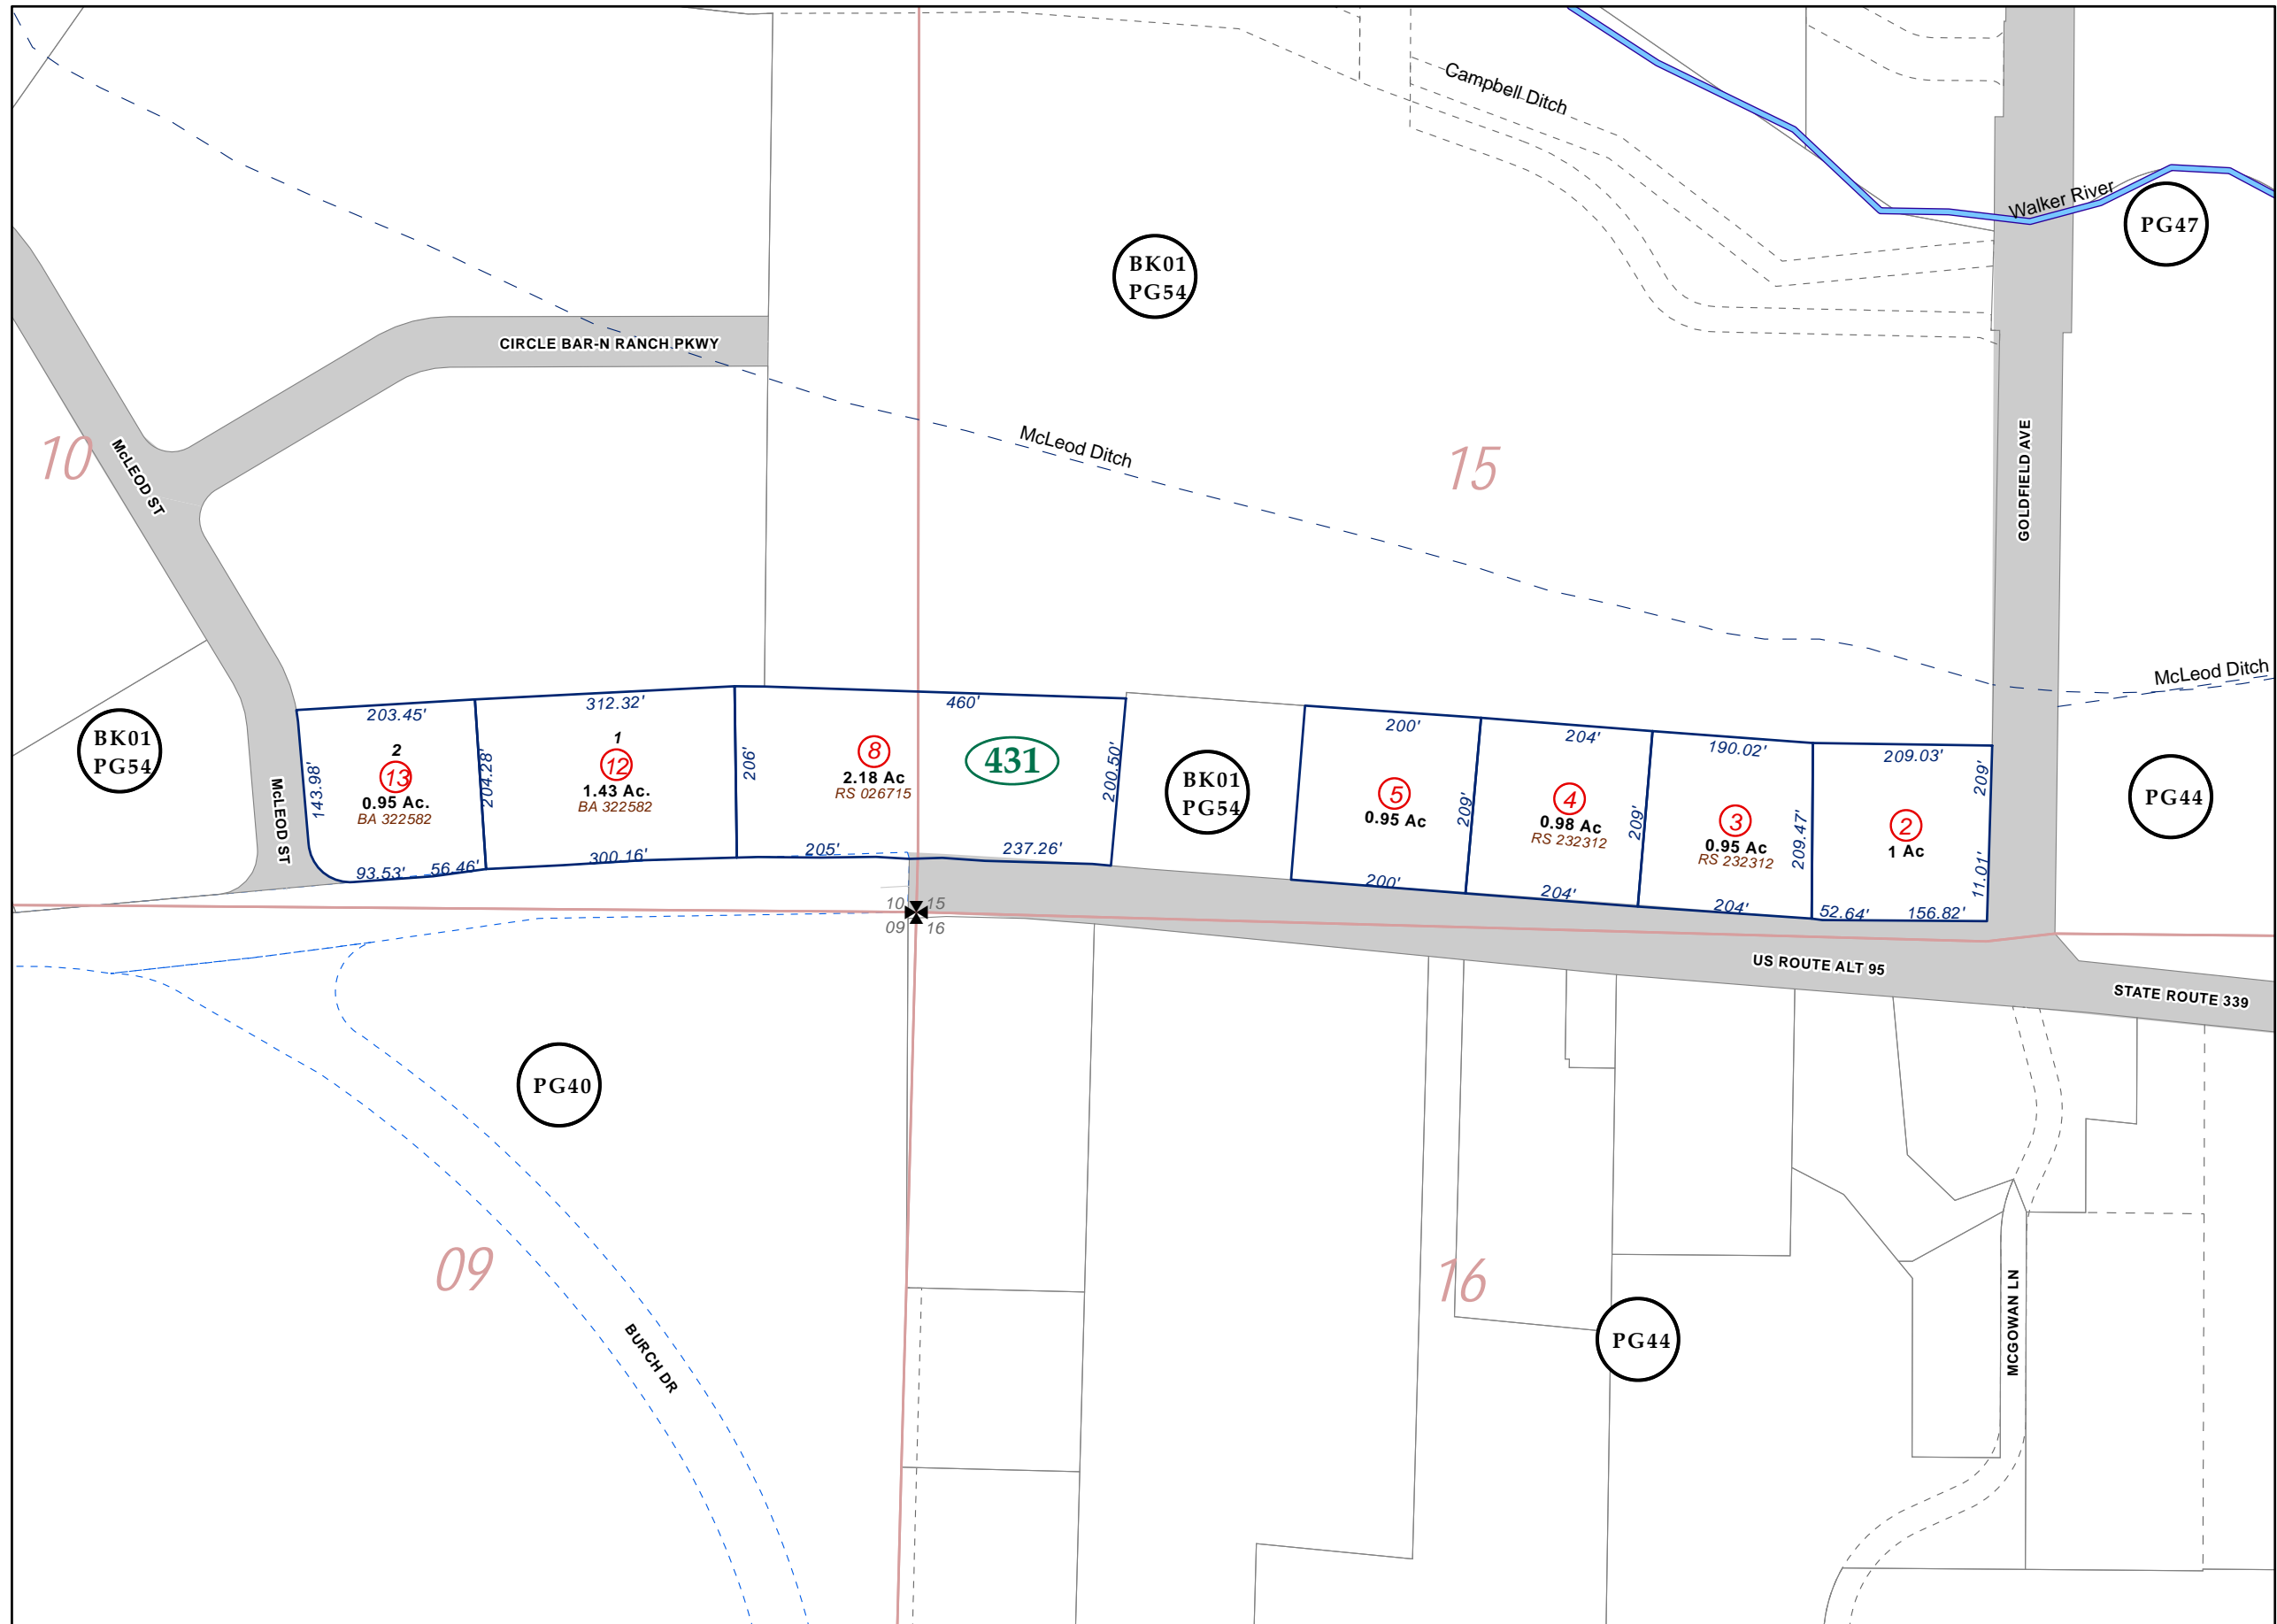 Campbell Ditch
Walker River
PG47
BK01
PG54
CIRCLE BAR-N RANCH PKWY
10
McLEOD ST
McLeod Ditch
15
GOLDFIELD AVE
McLeod Ditch
BK01
PG54
McLEOD ST
203.45'
2
13
0.95 Ac.
BA 322582
143.98'
93.53'
56.46'
204.28'
312.32'
1
12
1.43 Ac.
BA 322582
300.16'
206'
460'
8
2.18 Ac
RS 026715
431
200.50'
205'
237.26'
BK01
PG54
200'
5
0.95 Ac
209'
200'
204'
4
0.98 Ac
RS 232312
209'
204'
190.02'
3
0.95 Ac
RS 232312
209.47'
204'
209.03'
209'
2
1 Ac
11.01'
52.64'
156.82'
PG44
10 15
09 16
US ROUTE ALT 95
STATE ROUTE 339
PG40
09
BURCH DR
16
PG44
MCGOWAN LN